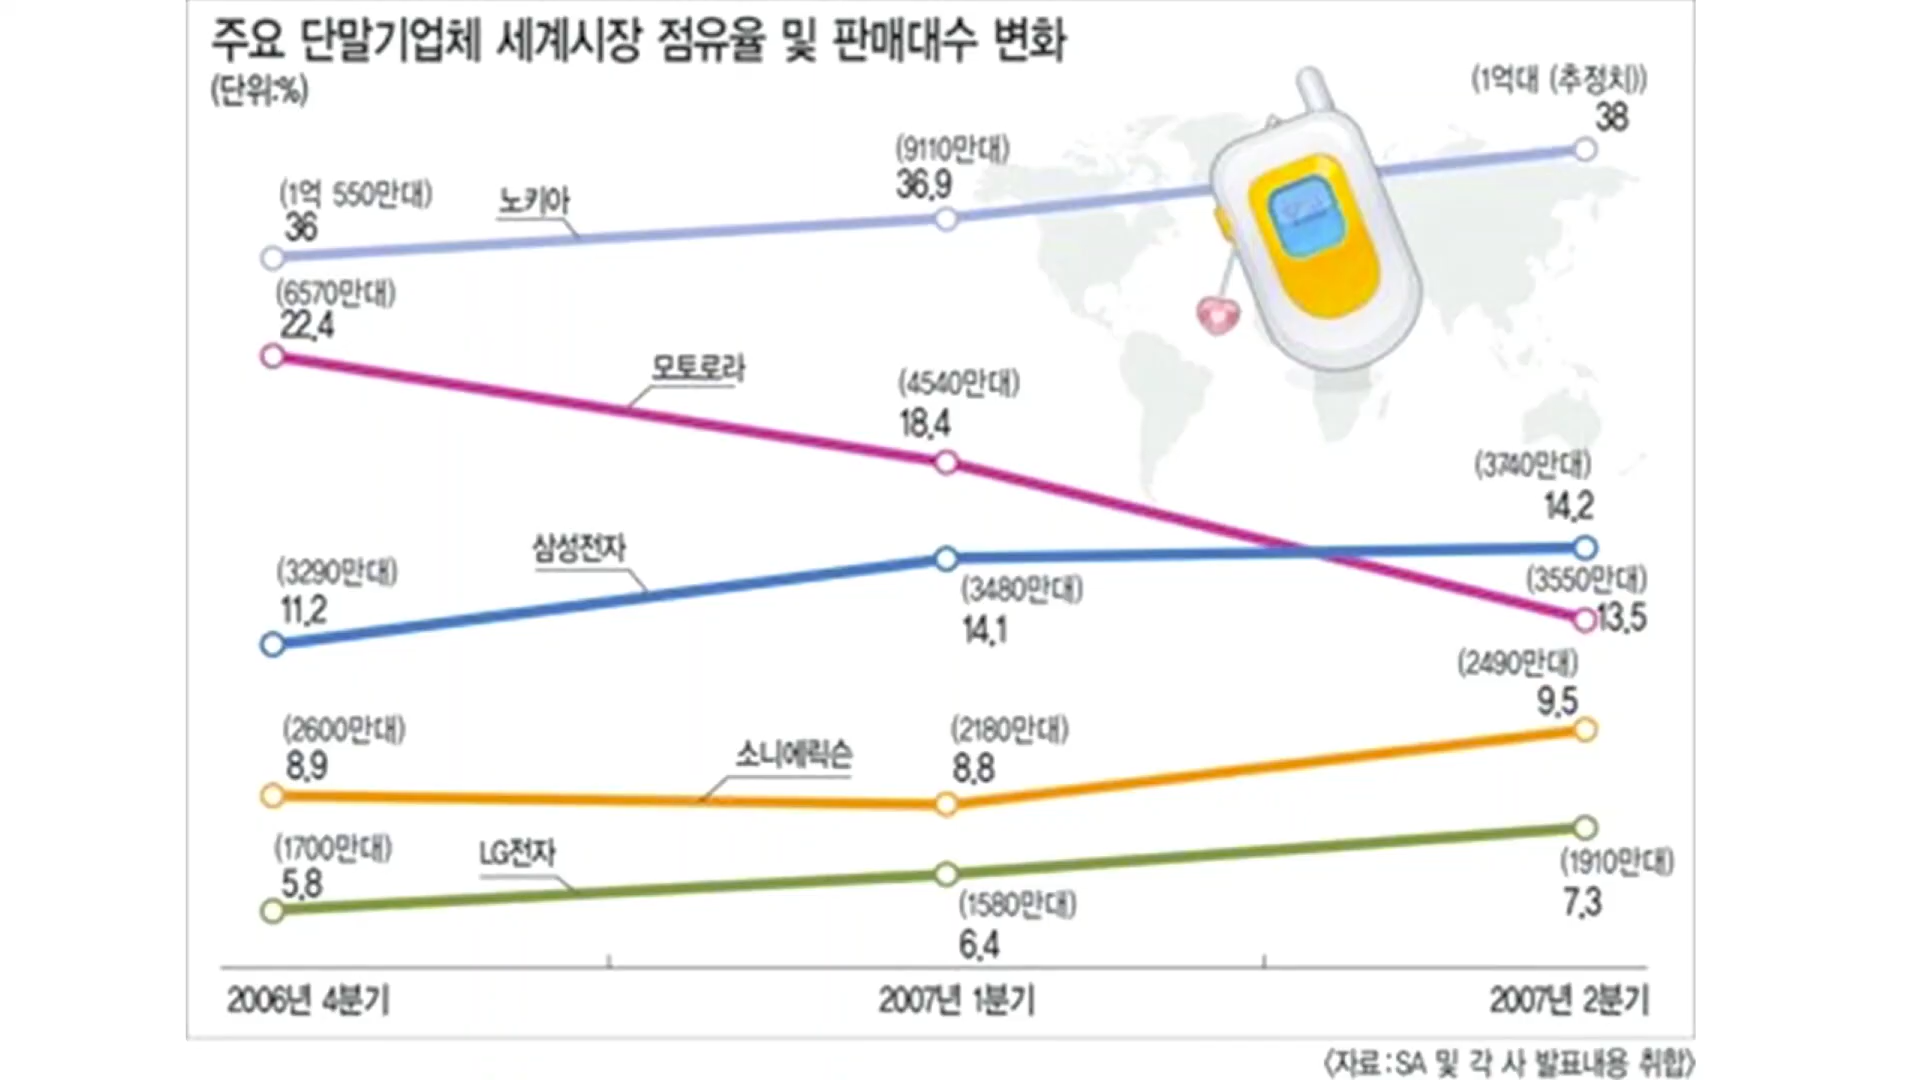 주요 단말기업체 세계시장 점유율 및 판매대수 변화
(단위:%)
(1억대 (추정치))
38
(9110만대)
36.9
(1억 550만대)
36
노키아
(6570만대)
22.4
모토로라
(4540만대)
18.4
(3740만대)
14.2
삼성전자
(3290만대)
11.2
(3480만대)
14.1
(3550만대)
13.5
(2490만대)
9.5
(2600만대)
8.9
소니에릭슨
(2180만대)
8.8
(1700만대)
5.8
LG전자
(1580만대)
6.4
(1910만대)
7.3
2006년 4분기
2007년 1분기
2007년 2분기
〈자료:SA 및 각 사 발표내용 취합〉